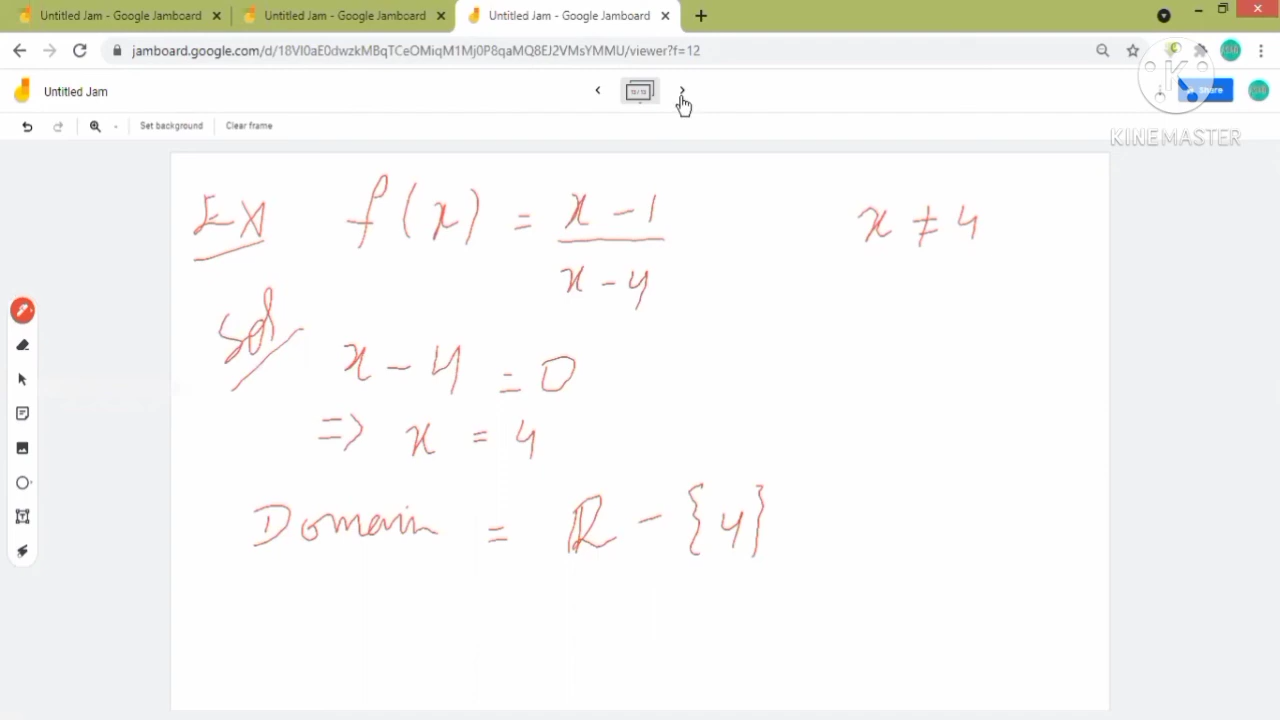 Untitled Jam - Google Jamboard Untitled Jam - Google Jamboard Untitled Jam - Google Jamboard
jamboard.google.com/d/18Vl0aE0dwzkMBqTCeOMiqM1Mj0P8qaMQ8EJ2VMsYMMU/viewer?f=12
Untitled Jam
Share
K
KINEMASTER
Set background Clear frame
Ex f(x) = x - 1 x ≠ 4
x - 4
Sol
x - 4 = 0
=> x = 4
Domain = ℝ - {4}